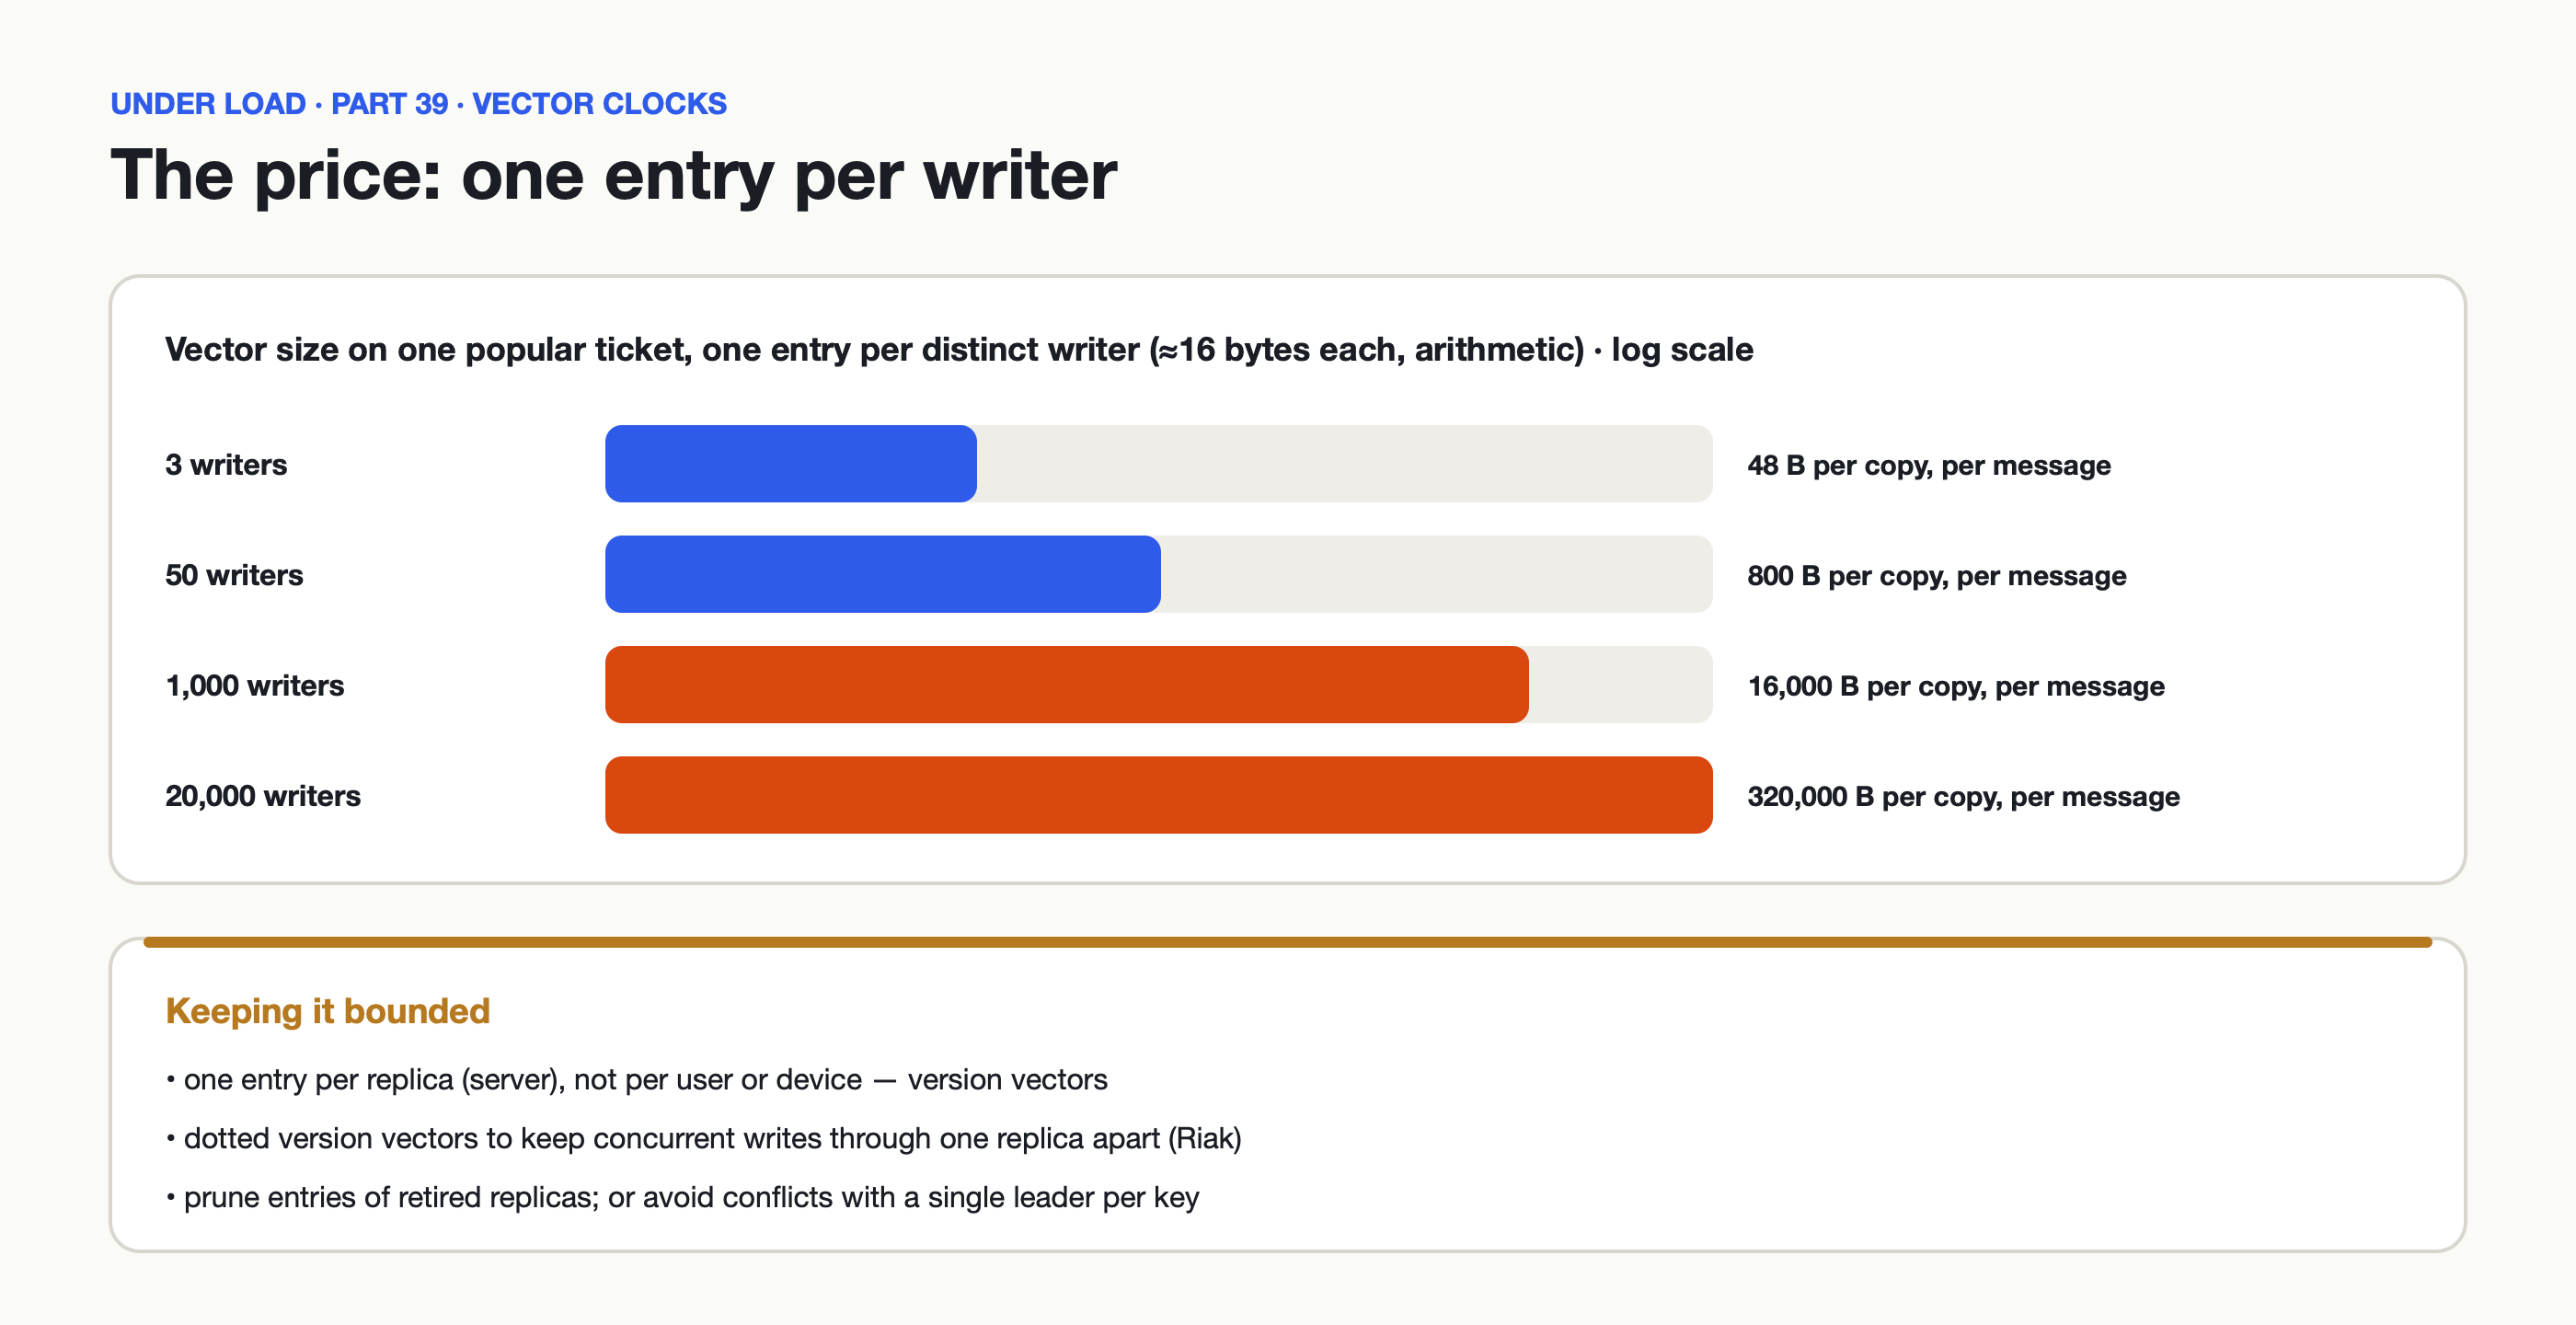 UNDER LOAD · PART 39 · VECTOR CLOCKS
The price: one entry per writer
Vector size on one popular ticket, one entry per distinct writer (≈16 bytes each, arithmetic) · log scale
3 writers 48 B per copy, per message
50 writers 800 B per copy, per message
1,000 writers 16,000 B per copy, per message
20,000 writers 320,000 B per copy, per message
Keeping it bounded
• one entry per replica (server), not per user or device — version vectors
• dotted version vectors to keep concurrent writes through one replica apart (Riak)
• prune entries of retired replicas; or avoid conflicts with a single leader per key